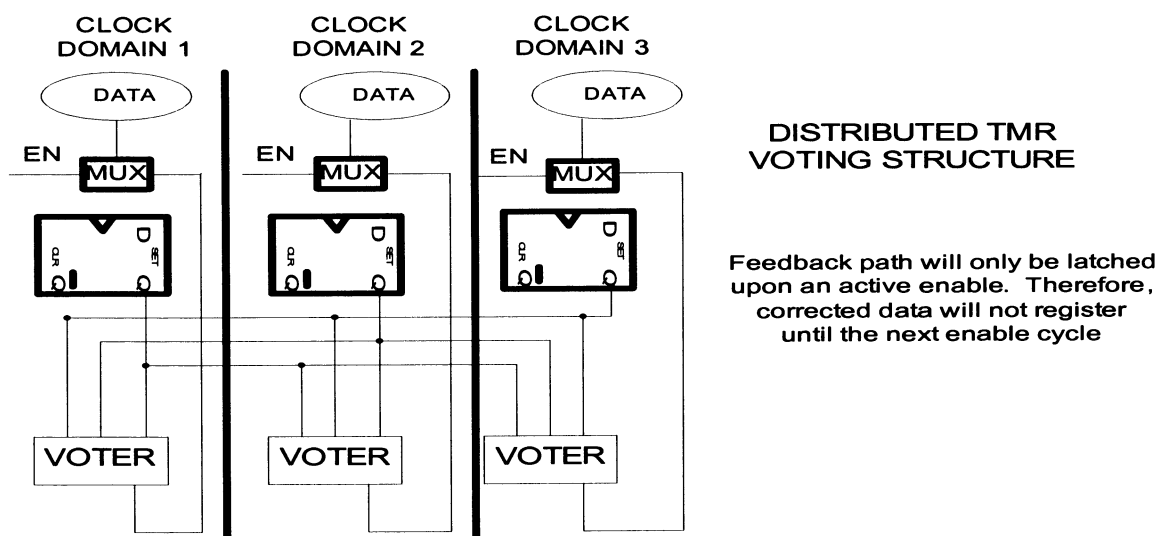 CLOCK
DOMAIN 1
CLOCK
DOMAIN 2
CLOCK
DOMAIN 3
DATA
DATA
DATA
EN
MUX
EN
MUX
EN
MUX
D
SET
CLR
Q
Q
D
SET
CLR
Q
Q
D
SET
CLR
Q
Q
VOTER
VOTER
VOTER
DISTRIBUTED TMR
VOTING STRUCTURE
Feedback path will only be latched
upon an active enable. Therefore,
corrected data will not register
until the next enable cycle